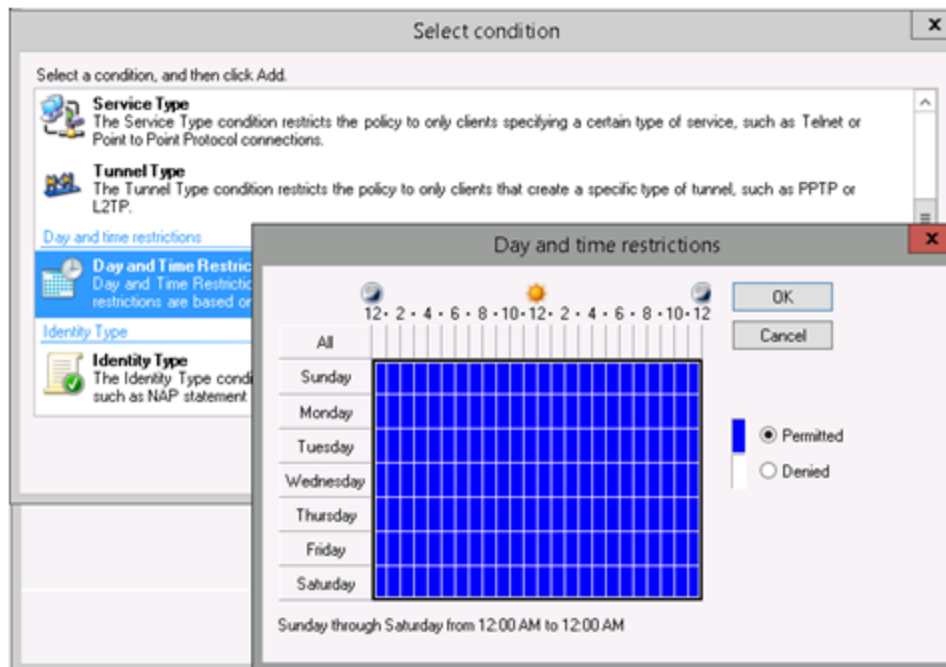 Select condition
x
Select a condition, and then click Add.
Service Type
The Service Type condition restricts the policy to only clients specifying a certain type of service, such as Telnet or
Point to Point Protocol connections.
Tunnel Type
The Tunnel Type condition restricts the policy to only clients that create a specific type of tunnel, such as PPTP or
L2TP.
Day and time restrictions
Day and Time Restric
Day and Time Restrictio
restrictions are based or
Identity Type
Identity Type
The Identity Type condi
such as NAP statement
Day and time restrictions
x
12 · 2 · 4 · 6 · 8 · 10 · 12 · 2 · 4 · 6 · 8 · 10 · 12
All
Sunday
Monday
Tuesday
Wednesday
Thursday
Friday
Saturday
OK
Cancel
Permitted
Denied
Sunday through Saturday from 12:00 AM to 12:00 AM